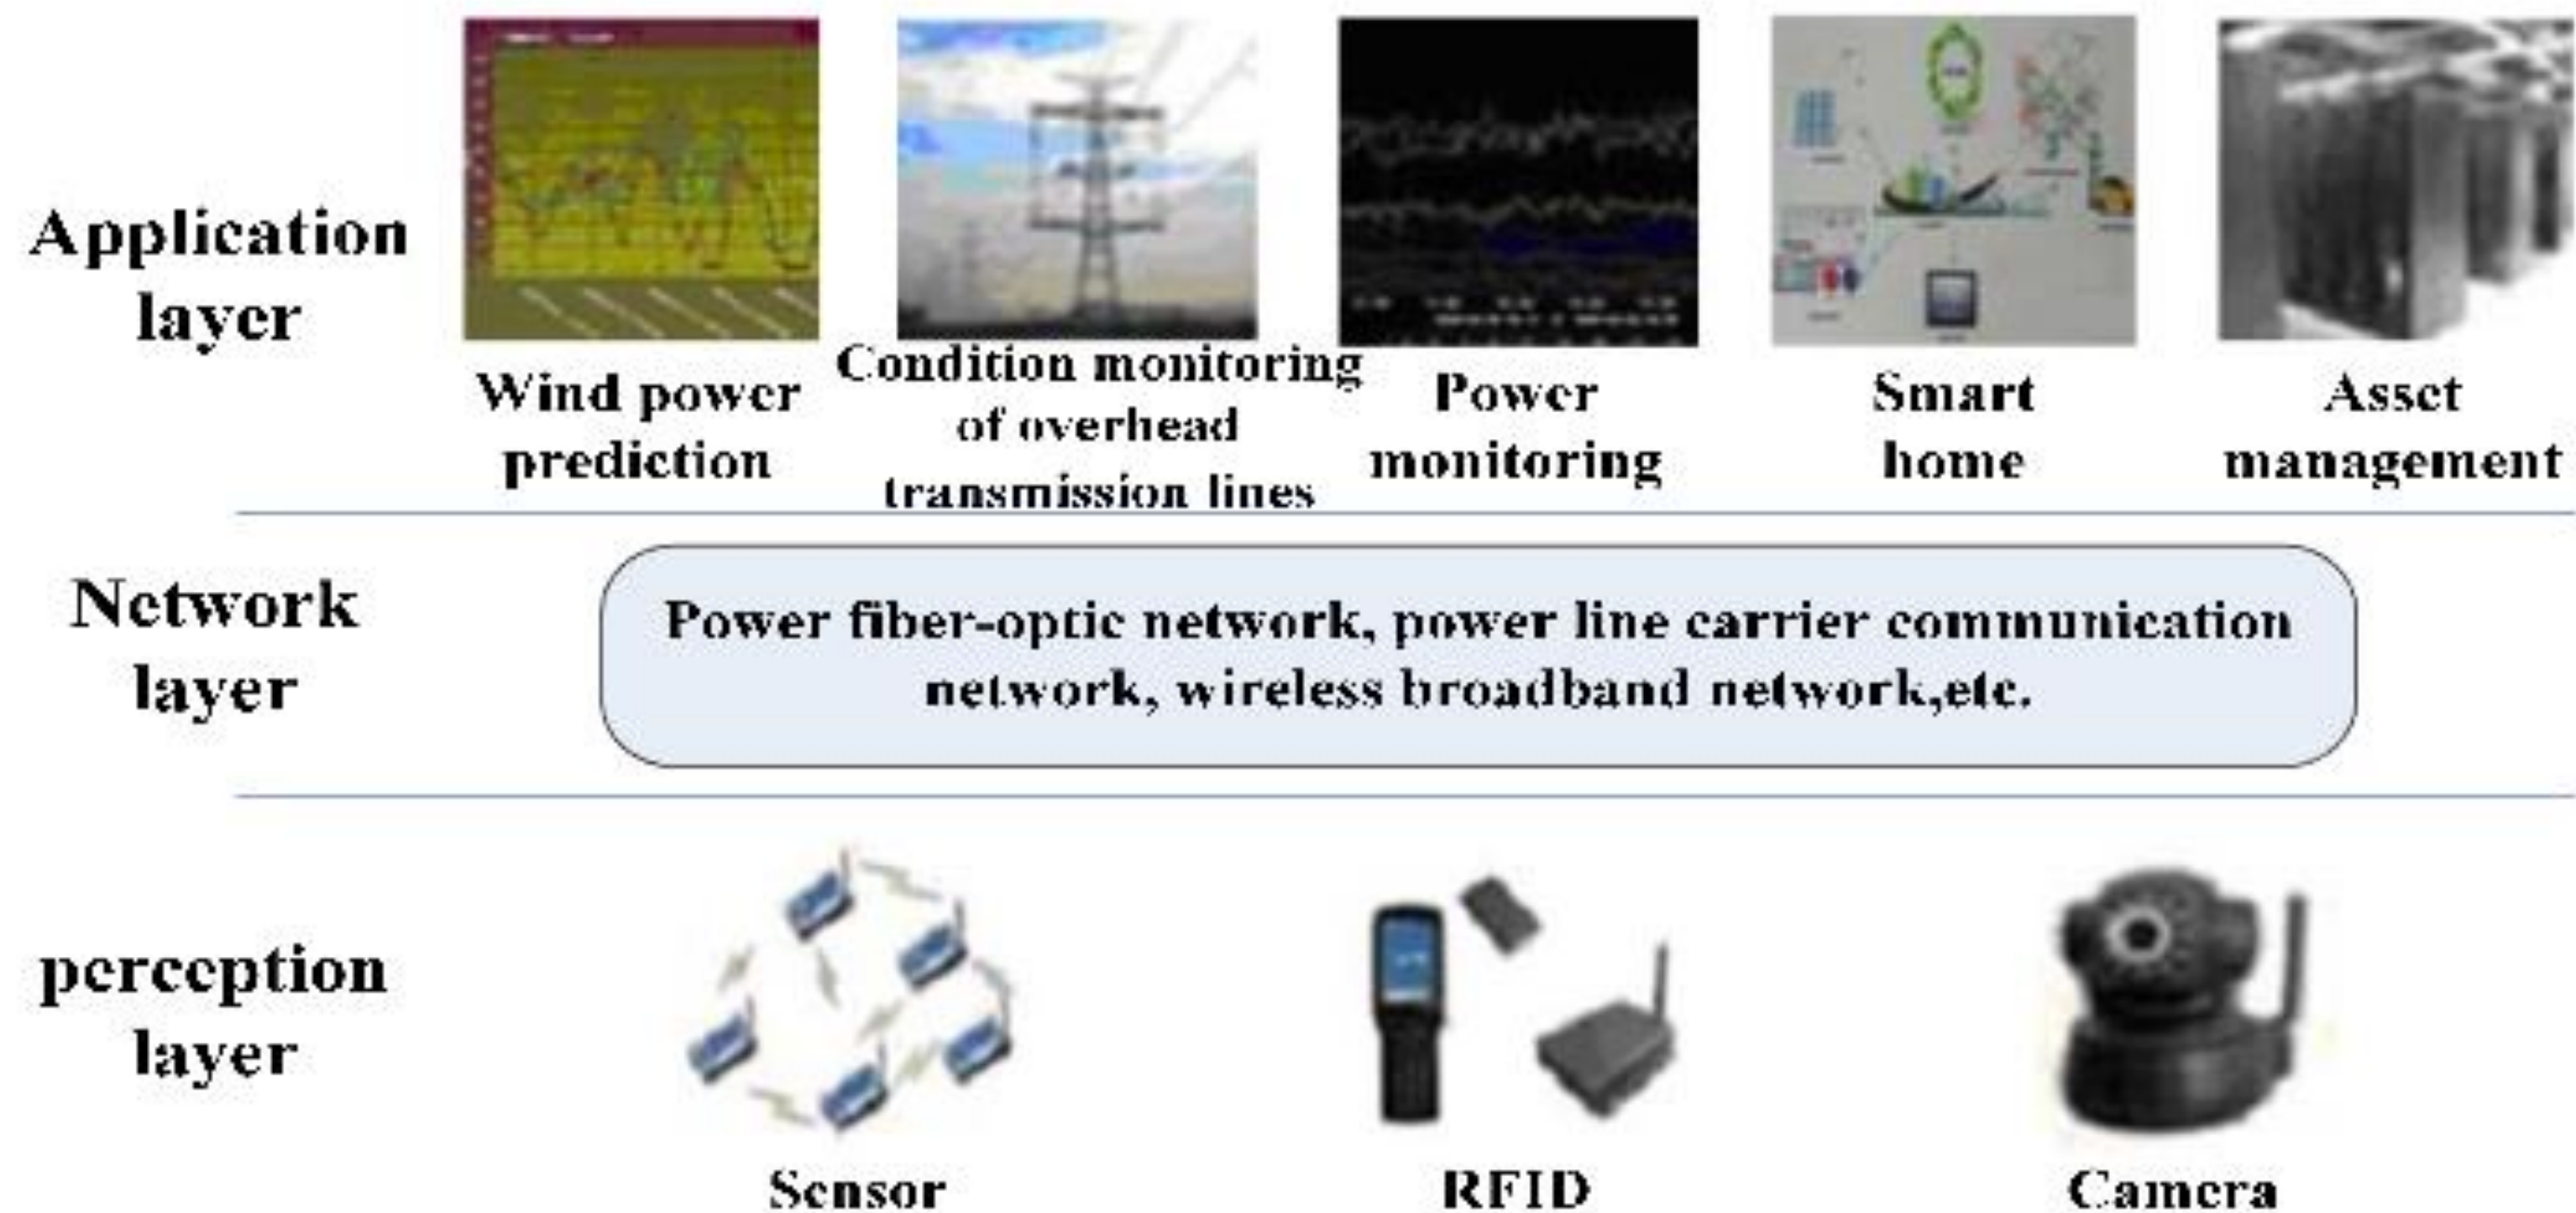 Application
layer
Wind power
prediction
Condition monitoring
of overhead
transmission lines
Power
monitoring
Smart
home
Asset
management
Network
layer
Power fiber-optic network, power line carrier communication
network, wireless broadband network,etc.
perception
layer
Sensor
RFID
Camera